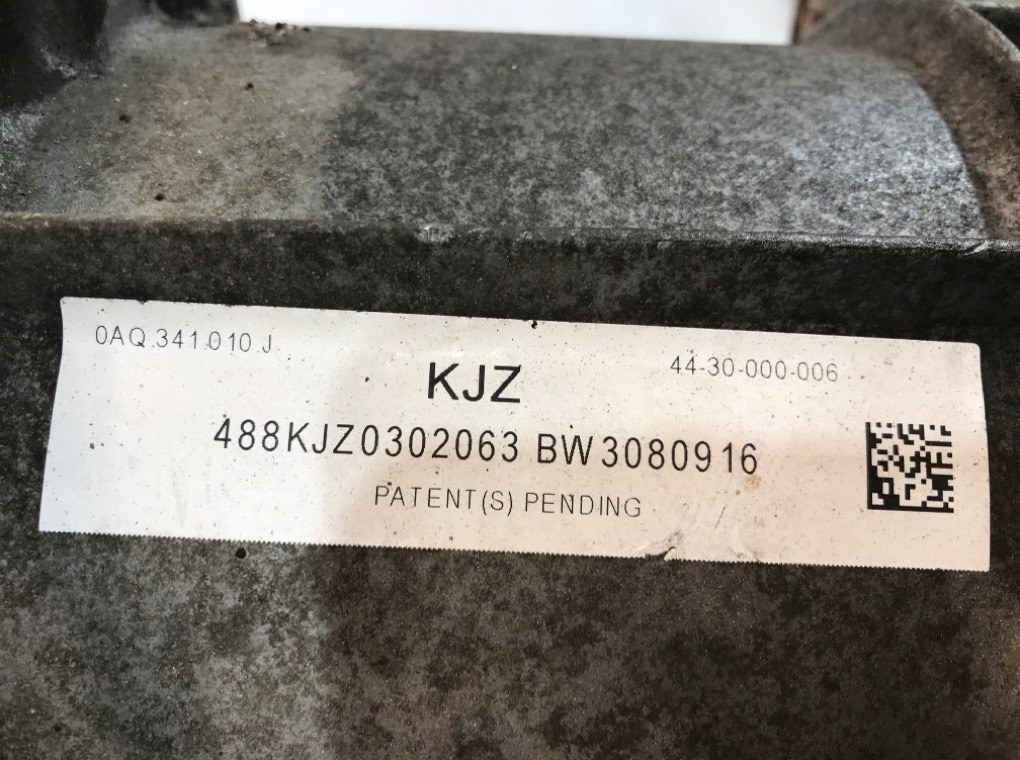 0AQ.341.010 J
44-30-000-006
KJZ
488KJZ0302063 BW3080916
PATENT(S) PENDING